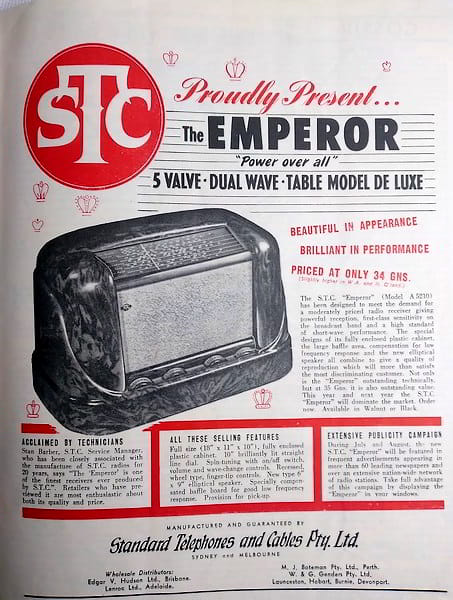 STC
Proudly Present...
The EMPEROR
"Power over all"
5 VALVE · DUAL WAVE · TABLE MODEL DE LUXE
BEAUTIFUL IN APPEARANCE
BRILLIANT IN PERFORMANCE
PRICED AT ONLY 34 GNS.
(Slightly higher in W.A. and N. Q'land.)
The S.T.C. "Emperor" (Model A 5210)
has been designed to meet the demand for
a moderately priced radio receiver giving
powerful reception, first-class sensitivity on
the broadcast band and a high standard
of short-wave performance. The special
designs of its fully enclosed plastic cabinet,
the large baffle area, compensation for low
frequency response and the new elliptical
speaker all combine to give a quality of
reproduction which will more than satisfy
the most discriminating customer. Not only
is the "Emperor" outstanding technically,
but at 35 Gns. it is also outstanding value.
This year and next year the S.T.C.
"Emperor" will dominate the market. Order
now. Available in Walnut or Black.
ACCLAIMED BY TECHNICIANS
Stan Barber, S.T.C. Service Manager,
who has been closely associated with
the manufacture of S.T.C. radios for
20 years, says "The Emperor' is one
of the finest receivers ever produced
by S.T.C". Retailers who have pre-
viewed it are most enthusiastic about
both its quality and price.
ALL THESE SELLING FEATURES
Full size (18" x 11" x 10"), fully enclosed
plastic cabinet. 10" brilliantly lit straight
line dial. Spin-tuning with on/off switch,
volume and wave-change controls. Recessed,
wheel type, fingertip controls. New type 6"
x 9" elliptical speaker. Specially compen-
sated baffle board for good low frequency
response. Provision for pick-up.
EXTENSIVE PUBLICITY CAMPAIGN
During July and August, the new
S.T.C. "Emperor" will be featured in
frequent advertisements appearing in
more than 60 leading newspapers and
over an extensive nation-wide network
of radio stations. Take full advantage
of this campaign by displaying the
"Emperor" in your windows.
MANUFACTURED AND GUARANTEED BY
Standard Telephones and Cables Pty. Ltd.
SYDNEY and MELBOURNE
Wholesale Distributors:
Edgar V. Hudson Ltd., Brisbane.
Lenroc Ltd., Adelaide.
M. J. Bateman Pty. Ltd., Perth.
W. & G. Genders Pty. Ltd.,
Launceston, Hobart, Burnie, Devonport.